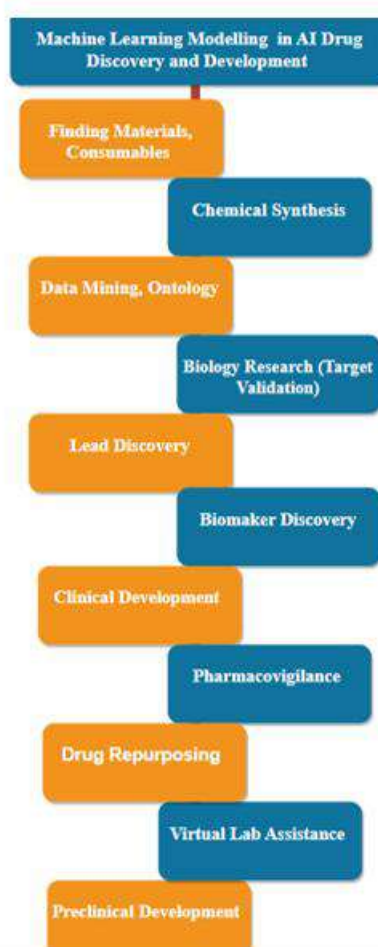 Machine Learning Modelling in AI Drug
Discovery and Development
Finding Materials,
Consumables
Chemical Synthesis
Data Mining, Ontology
Biology Research (Target
Validation)
Lead Discovery
Biomaker Discovery
Clinical Development
Pharmacovigilance
Drug Repurposing
Virtual Lab Assistance
Preclinical Development